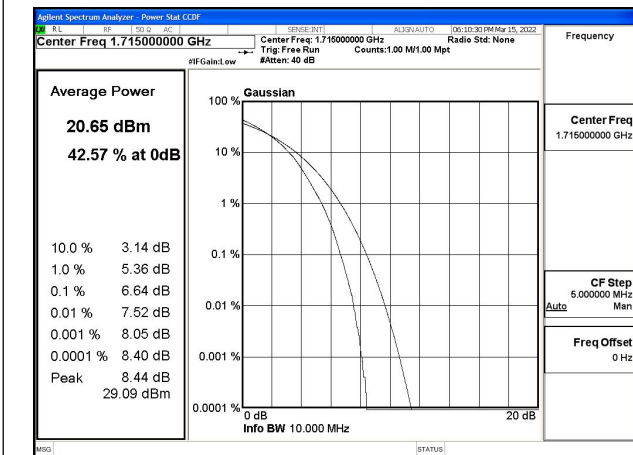 Agilent Spectrum Analyzer - Power Stat CCDF
RL RF 50 Ω AC SENSE:INT ALIGN AUTO 06:10:30 PM Mar 15, 2022
Center Freq 1.715000000 GHz
Center Freq: 1.715000000 GHz Radio Std: None
Trig: Free Run Counts:1.00 M/1.00 Mpt
#IFGain:Low #Atten: 40 dB
Frequency
Average Power
20.65 dBm
42.57 % at 0dB
10.0 % 3.14 dB
1.0 % 5.36 dB
0.1 % 6.64 dB
0.01 % 7.52 dB
0.001 % 8.05 dB
0.0001 % 8.40 dB
Peak 8.44 dB
29.09 dBm
Gaussian
100 %
10 %
1 %
0.1 %
0.01 %
0.001 %
0.0001 %
0 dB 20 dB
Info BW 10.000 MHz
Center Freq
1.715000000 GHz
CF Step
5.000000 MHz
Auto Man
Freq Offset
0 Hz
MSG STATUS